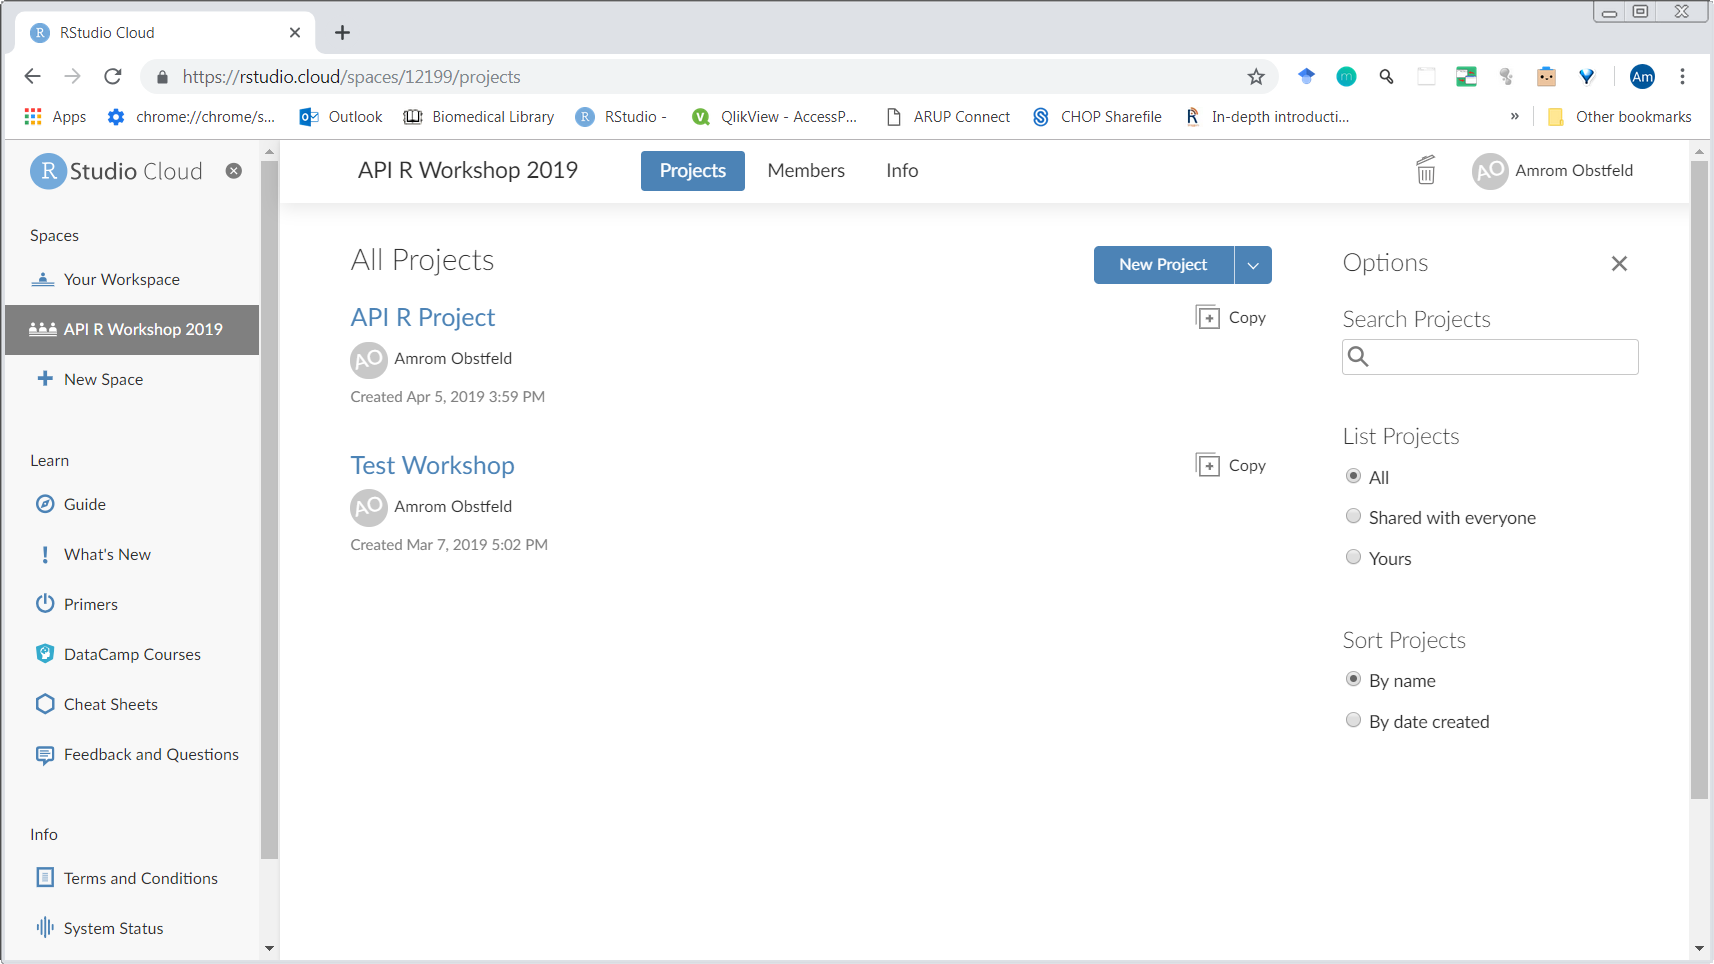 RStudio Cloud
https://rstudio.cloud/spaces/12199/projects
Am
Apps
chrome://chrome/s...
Outlook
Biomedical Library
RStudio -
QlikView - AccessP...
ARUP Connect
CHOP Sharefile
In-depth introducti...
»
Other bookmarks
R Studio Cloud
API R Workshop 2019
Projects
Members
Info
AO Amrom Obstfeld
Spaces
Your Workspace
API R Workshop 2019
New Space
Learn
Guide
What's New
Primers
DataCamp Courses
Cheat Sheets
Feedback and Questions
Info
Terms and Conditions
System Status
All Projects
New Project
API R Project
Copy
AO Amrom Obstfeld
Created Apr 5, 2019 3:59 PM
Test Workshop
Copy
AO Amrom Obstfeld
Created Mar 7, 2019 5:02 PM
Options
Search Projects
List Projects
All
Shared with everyone
Yours
Sort Projects
By name
By date created